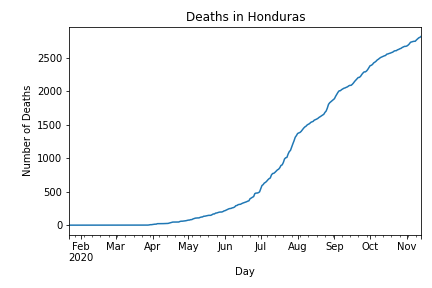 Deaths in Honduras
Number of Deaths
2500
2000
1500
1000
500
0
Feb Mar Apr May Jun Jul Aug Sep Oct Nov
2020
Day